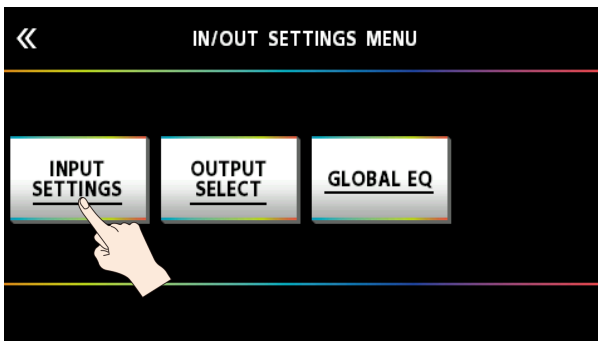 IN/OUT SETTINGS MENU
INPUT
SETTINGS
OUTPUT
SELECT
GLOBAL EQ